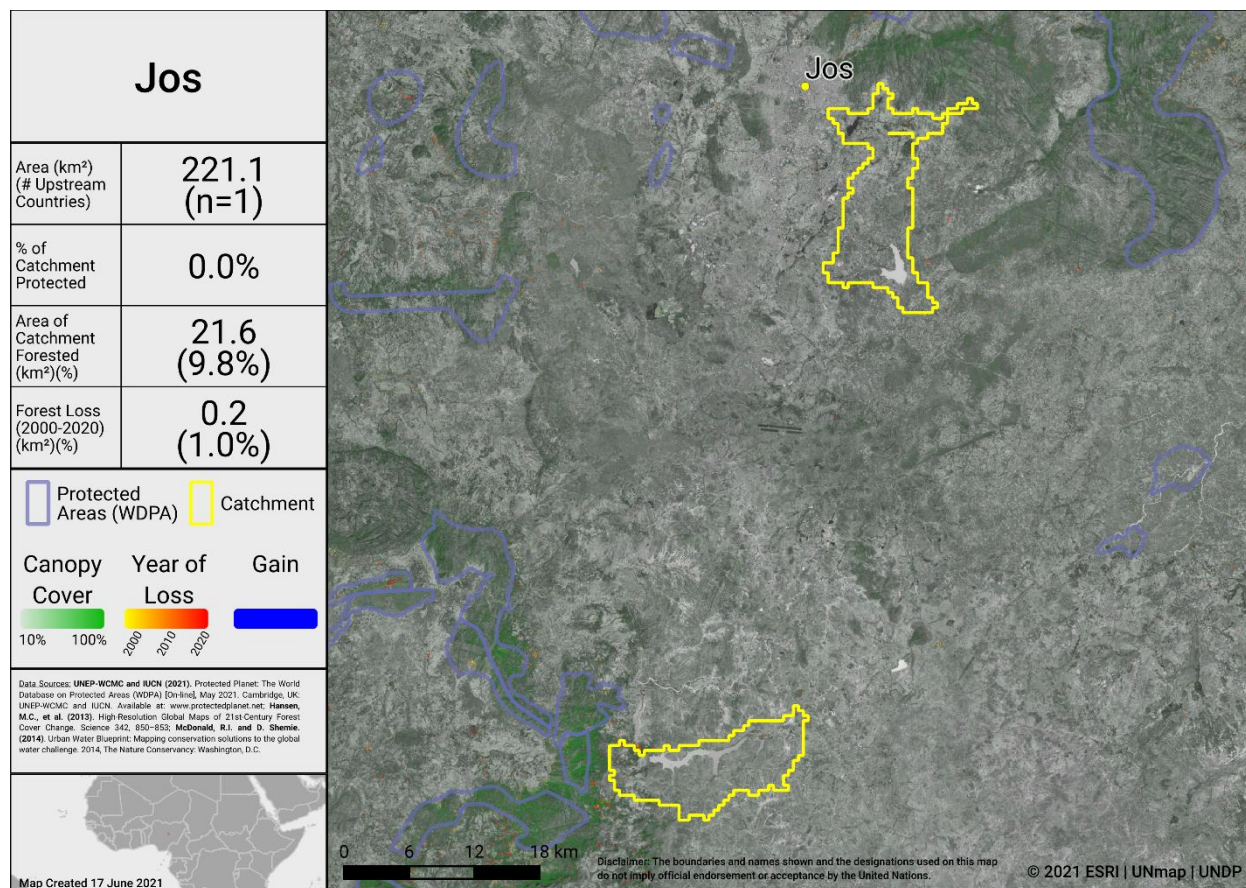 Jos
Area (km²)
(# Upstream
Countries)
221.1
(n=1)
% of
Catchment
Protected
0.0%
Area of
Catchment
Forested
(km²)(%)
21.6
(9.8%)
Forest Loss
(2000-2020)
(km²)(%)
0.2
(1.0%)
Protected
Areas (WDPA)
Catchment
Canopy
Cover
10%
100%
Year of
Loss
2000
2010
2020
Gain
Data Sources: UNEP-WCMC and IUCN (2021). Protected Planet: The World
Database on Protected Areas (WDPA) [On-line], May 2021. Cambridge, UK:
UNEP-WCMC and IUCN. Available at: www.protectedplanet.net; Hansen,
M.C., et al. (2013). High-Resolution Global Maps of 21st-Century Forest
Cover Change. Science 342, 850–853; McDonald, R.I. and D. Shemie.
(2014). Urban Water Blueprint: Mapping conservation solutions to the global
water challenge. 2014, The Nature Conservancy: Washington, D.C.
Map Created 17 June 2021
Jos
0 6 12 18 km
Disclaimer: The boundaries and names shown and the designations used on this map
do not imply official endorsement or acceptance by the United Nations.
© 2021 ESRI | UNmap | UNDP